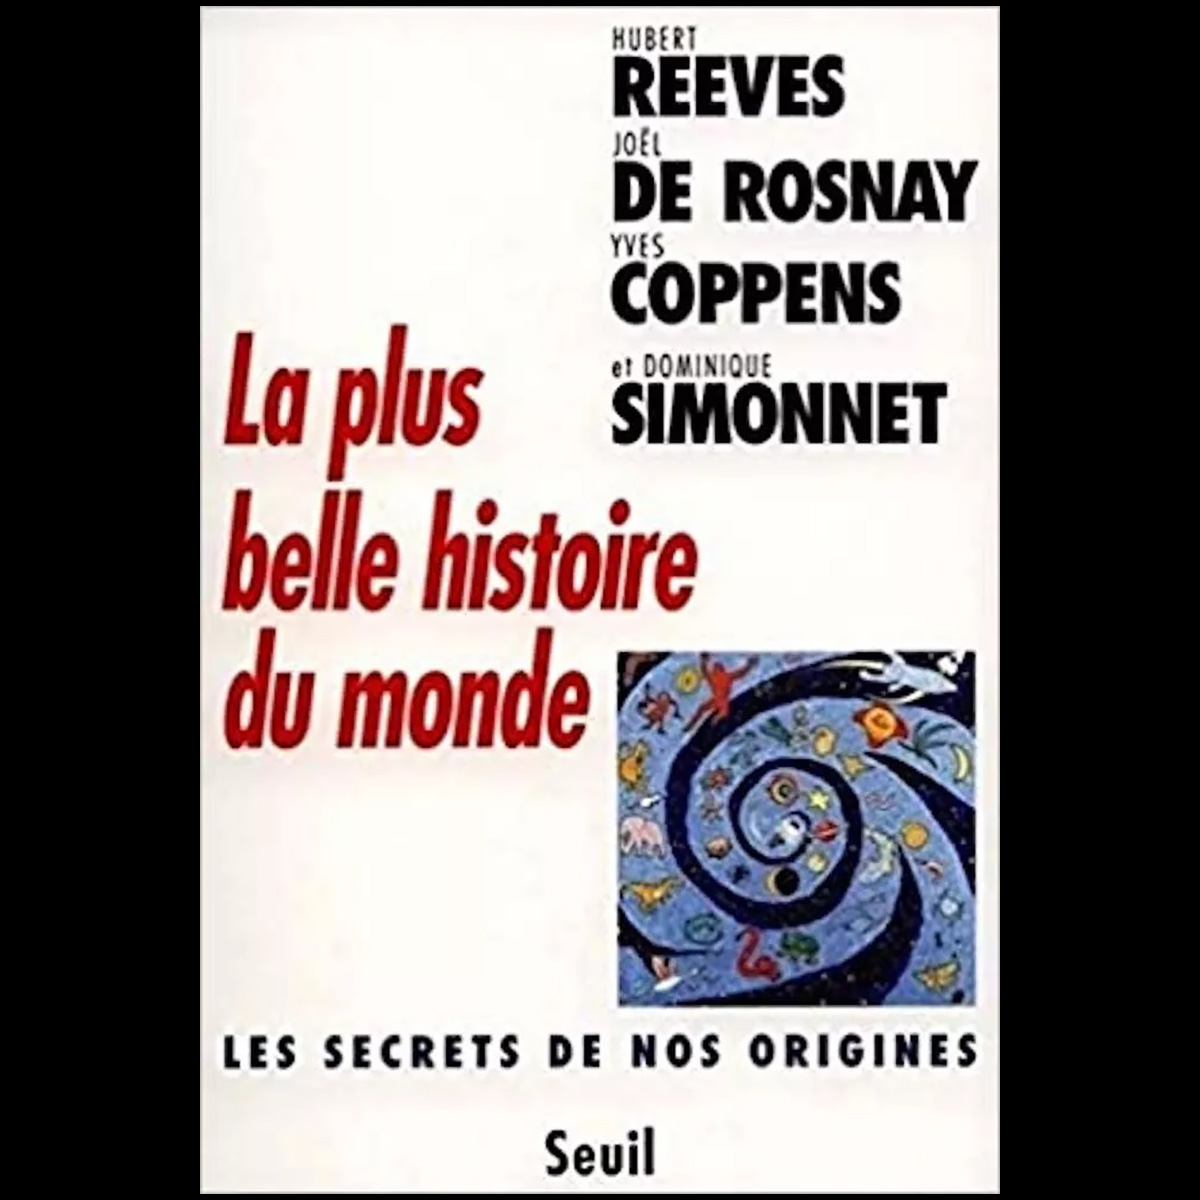 HUBERT
REEVES
JOËL
DE ROSNAY
YVES
COPPENS
et DOMINIQUE
SIMONNET
La plus
belle histoire
du monde
LES SECRETS DE NOS ORIGINES
Seuil